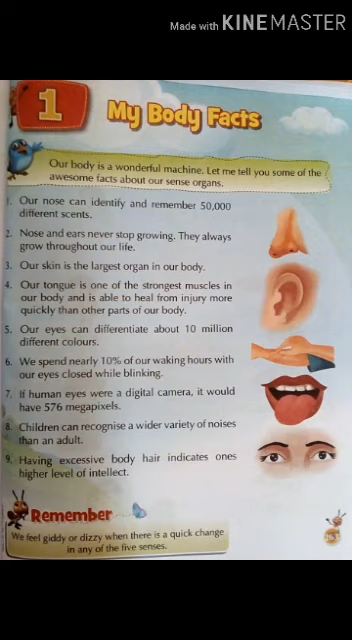 Made with KINEMASTER
1
My Body Facts
Our body is a wonderful machine. Let me tell you some of the
awesome facts about our sense organs.
1. Our nose can identify and remember 50,000
different scents.
2. Nose and ears never stop growing. They always
grow throughout our life.
3. Our skin is the largest organ in our body.
4. Our tongue is one of the strongest muscles in
our body and is able to heal from injury more
quickly than other parts of our body.
5. Our eyes can differentiate about 10 million
different colours.
6. We spend nearly 10% of our waking hours with
our eyes closed while blinking.
7. If human eyes were a digital camera, it would
have 576 megapixels.
8. Children can recognise a wider variety of noises
than an adult.
9. Having excessive body hair indicates ones
higher level of intellect.
Remember
We feel giddy or dizzy when there is a quick change
in any of the five senses.